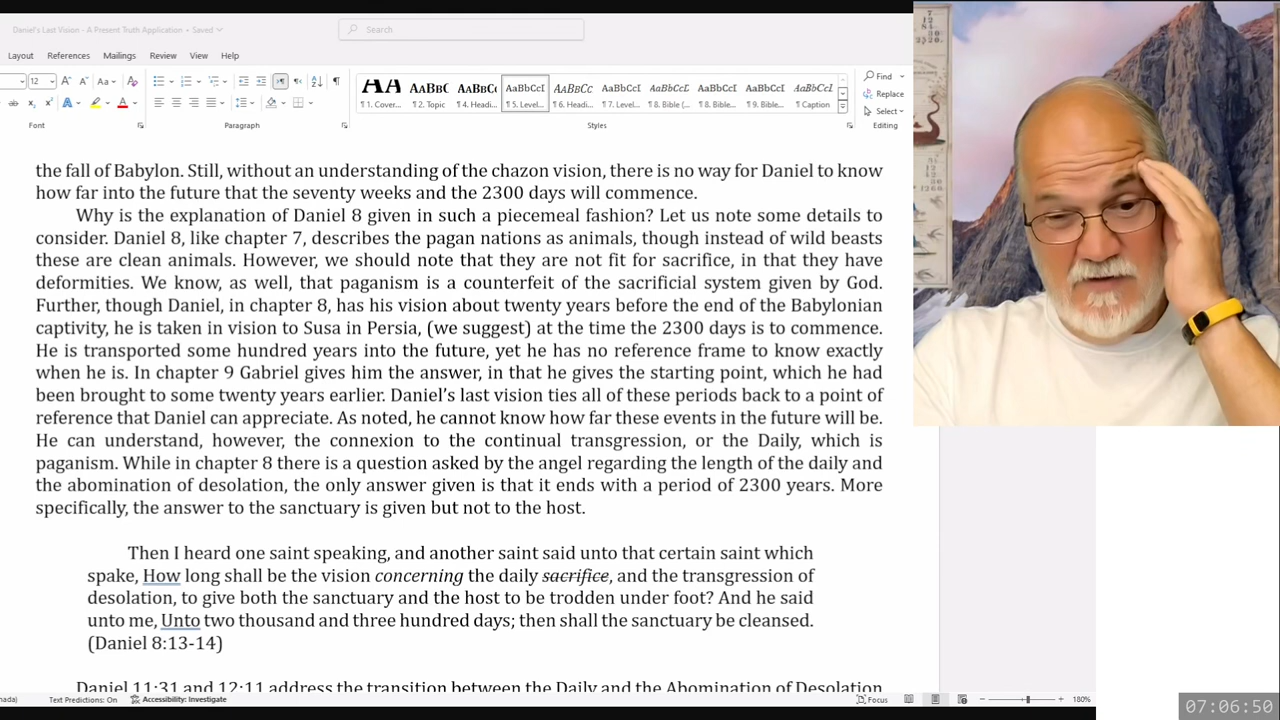 Daniel's Last Vision - A Present Truth Application • Saved
Search
Layout References Mailings Review View Help
12 Aa
AA AaBbC AaBbCc AaBbCcI AaBbCc AaBbCcI AaBbCcI AaBbCcI AaBbCcI AaBbCcI
¶ 1. Cover... ¶ 2. Topic ¶ 4. Headi... ¶ 5. Level... ¶ 6. Headi... ¶ 7. Level... ¶ 8. Bible (... ¶ 8. Bible... ¶ 9. Bible... ¶ Caption
Find
Replace
Select
Font Paragraph Styles Editing
the fall of Babylon. Still, without an understanding of the chazon vision, there is no way for Daniel to know
how far into the future that the seventy weeks and the 2300 days will commence.
Why is the explanation of Daniel 8 given in such a piecemeal fashion? Let us note some details to
consider. Daniel 8, like chapter 7, describes the pagan nations as animals, though instead of wild beasts
these are clean animals. However, we should note that they are not fit for sacrifice, in that they have
deformities. We know, as well, that paganism is a counterfeit of the sacrificial system given by God.
Further, though Daniel, in chapter 8, has his vision about twenty years before the end of the Babylonian
captivity, he is taken in vision to Susa in Persia, (we suggest) at the time the 2300 days is to commence.
He is transported some hundred years into the future, yet he has no reference frame to know exactly
when he is. In chapter 9 Gabriel gives him the answer, in that he gives the starting point, which he had
been brought to some twenty years earlier. Daniel's last vision ties all of these periods back to a point of
reference that Daniel can appreciate. As noted, he cannot know how far these events in the future will be.
He can understand, however, the connexion to the continual transgression, or the Daily, which is
paganism. While in chapter 8 there is a question asked by the angel regarding the length of the daily and
the abomination of desolation, the only answer given is that it ends with a period of 2300 years. More
specifically, the answer to the sanctuary is given but not to the host.
Then I heard one saint speaking, and another saint said unto that certain saint which
spake, How long shall be the vision concerning the daily sacrifice, and the transgression of
desolation, to give both the sanctuary and the host to be trodden under foot? And he said
unto me, Unto two thousand and three hundred days; then shall the sanctuary be cleansed.
(Daniel 8:13-14)
Daniel 11:31 and 12:11 address the transition between the Daily and the Abomination of Desolation
nada) Text Predictions: On Accessibility: Investigate Focus 180%
07:06:50